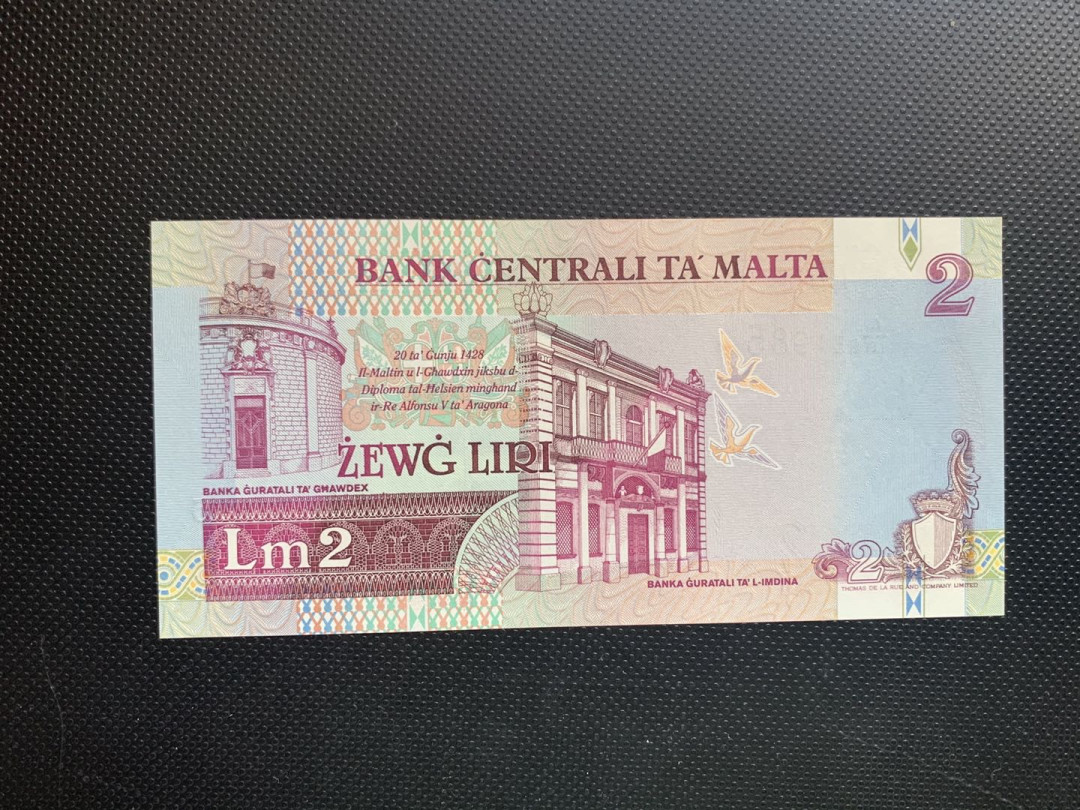 BANK ĊENTRALI TA' MALTA
2
20 ta' Ġunju 1428
Il-Maltin u l-Għawdxin jiksbu d-
Diploma tal-Ħelsien mingħand
ir-Re Alfonsu V ta' Aragona
ŻEWĠ LIRI
BANKA ĠURATALI TA' GĦAWDEX
Lm2
BANKA ĠURATALI TA' L-IMDINA
2
THOMAS DE LA RUE AND COMPANY LIMITED